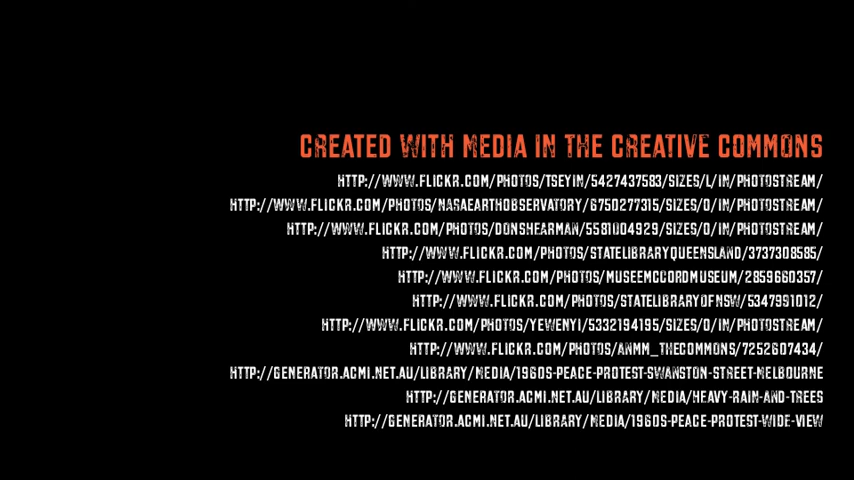 CREATED WITH MEDIA IN THE CREATIVE COMMONS
HTTP://WWW.FLICKR.COM/PHOTOS/TSEYIN/5427437583/SIZES/L/IN/PHOTOSTREAM/
HTTP://WWW.FLICKR.COM/PHOTOS/NASAEARTHOBSERVATORY/6750277315/SIZES/O/IN/PHOTOSTREAM/
HTTP://WWW.FLICKR.COM/PHOTOS/DONSHEARMAN/5581004929/SIZES/O/IN/PHOTOSTREAM/
HTTP://WWW.FLICKR.COM/PHOTOS/STATELIBRARYQUEENSLAND/3737308585/
HTTP://WWW.FLICKR.COM/PHOTOS/MUSEEMCCORDMUSEUM/2859660357/
HTTP://WWW.FLICKR.COM/PHOTOS/STATELIBRARYOFNSW/5347991012/
HTTP://WWW.FLICKR.COM/PHOTOS/YEWENYI/5332194195/SIZES/O/IN/PHOTOSTREAM/
HTTP://WWW.FLICKR.COM/PHOTOS/ANMM_THECOMMONS/7252607434/
HTTP://GENERATOR.ACMI.NET.AU/LIBRARY/MEDIA/1960S-PEACE-PROTEST-SWANSTON-STREET-MELBOURNE
HTTP://GENERATOR.ACMI.NET.AU/LIBRARY/MEDIA/HEAVY-RAIN-AND-TREES
HTTP://GENERATOR.ACMI.NET.AU/LIBRARY/MEDIA/1960S-PEACE-PROTEST-WIDE-VIEW